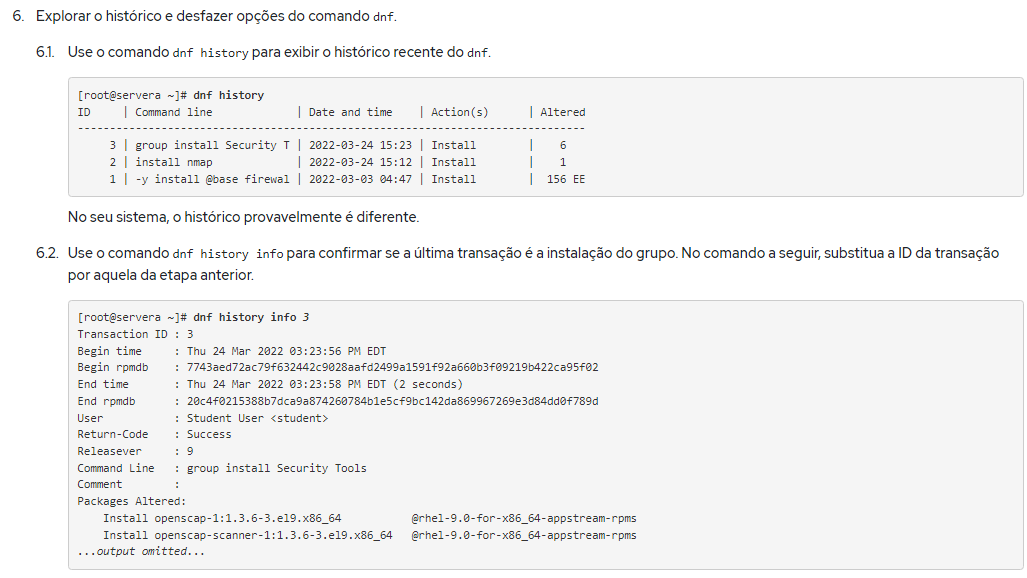 6. Explorar o histórico e desfazer opções do comando dnf.
6.1. Use o comando dnf history para exibir o histórico recente do dnf.
[root@servera ~]# dnf history
ID     | Command line             | Date and time    | Action(s)      | Altered
-------------------------------------------------------------------------------
     3 | group install Security T | 2022-03-24 15:23 | Install        |    6
     2 | install nmap             | 2022-03-24 15:12 | Install        |    1
     1 | -y install @base firewal | 2022-03-03 04:47 | Install        |  156 EE
No seu sistema, o histórico provavelmente é diferente.
6.2. Use o comando dnf history info para confirmar se a última transação é a instalação do grupo. No comando a seguir, substitua a ID da transação
por aquela da etapa anterior.
[root@servera ~]# dnf history info 3
Transaction ID : 3
Begin time     : Thu 24 Mar 2022 03:23:56 PM EDT
Begin rpmdb    : 7743aed72ac79f632442c9028aafd2499a1591f92a660b3f09219b422ca95f02
End time       : Thu 24 Mar 2022 03:23:58 PM EDT (2 seconds)
End rpmdb      : 20c4f0215388b7dca9a874260784b1e5cf9bc142da869967269e3d84dd0f789d
User           : Student User <student>
Return-Code    : Success
Releasever     : 9
Command Line   : group install Security Tools
Comment        :
Packages Altered:
    Install openscap-1:1.3.6-3.el9.x86_64           @rhel-9.0-for-x86_64-appstream-rpms
    Install openscap-scanner-1:1.3.6-3.el9.x86_64   @rhel-9.0-for-x86_64-appstream-rpms
...output omitted...